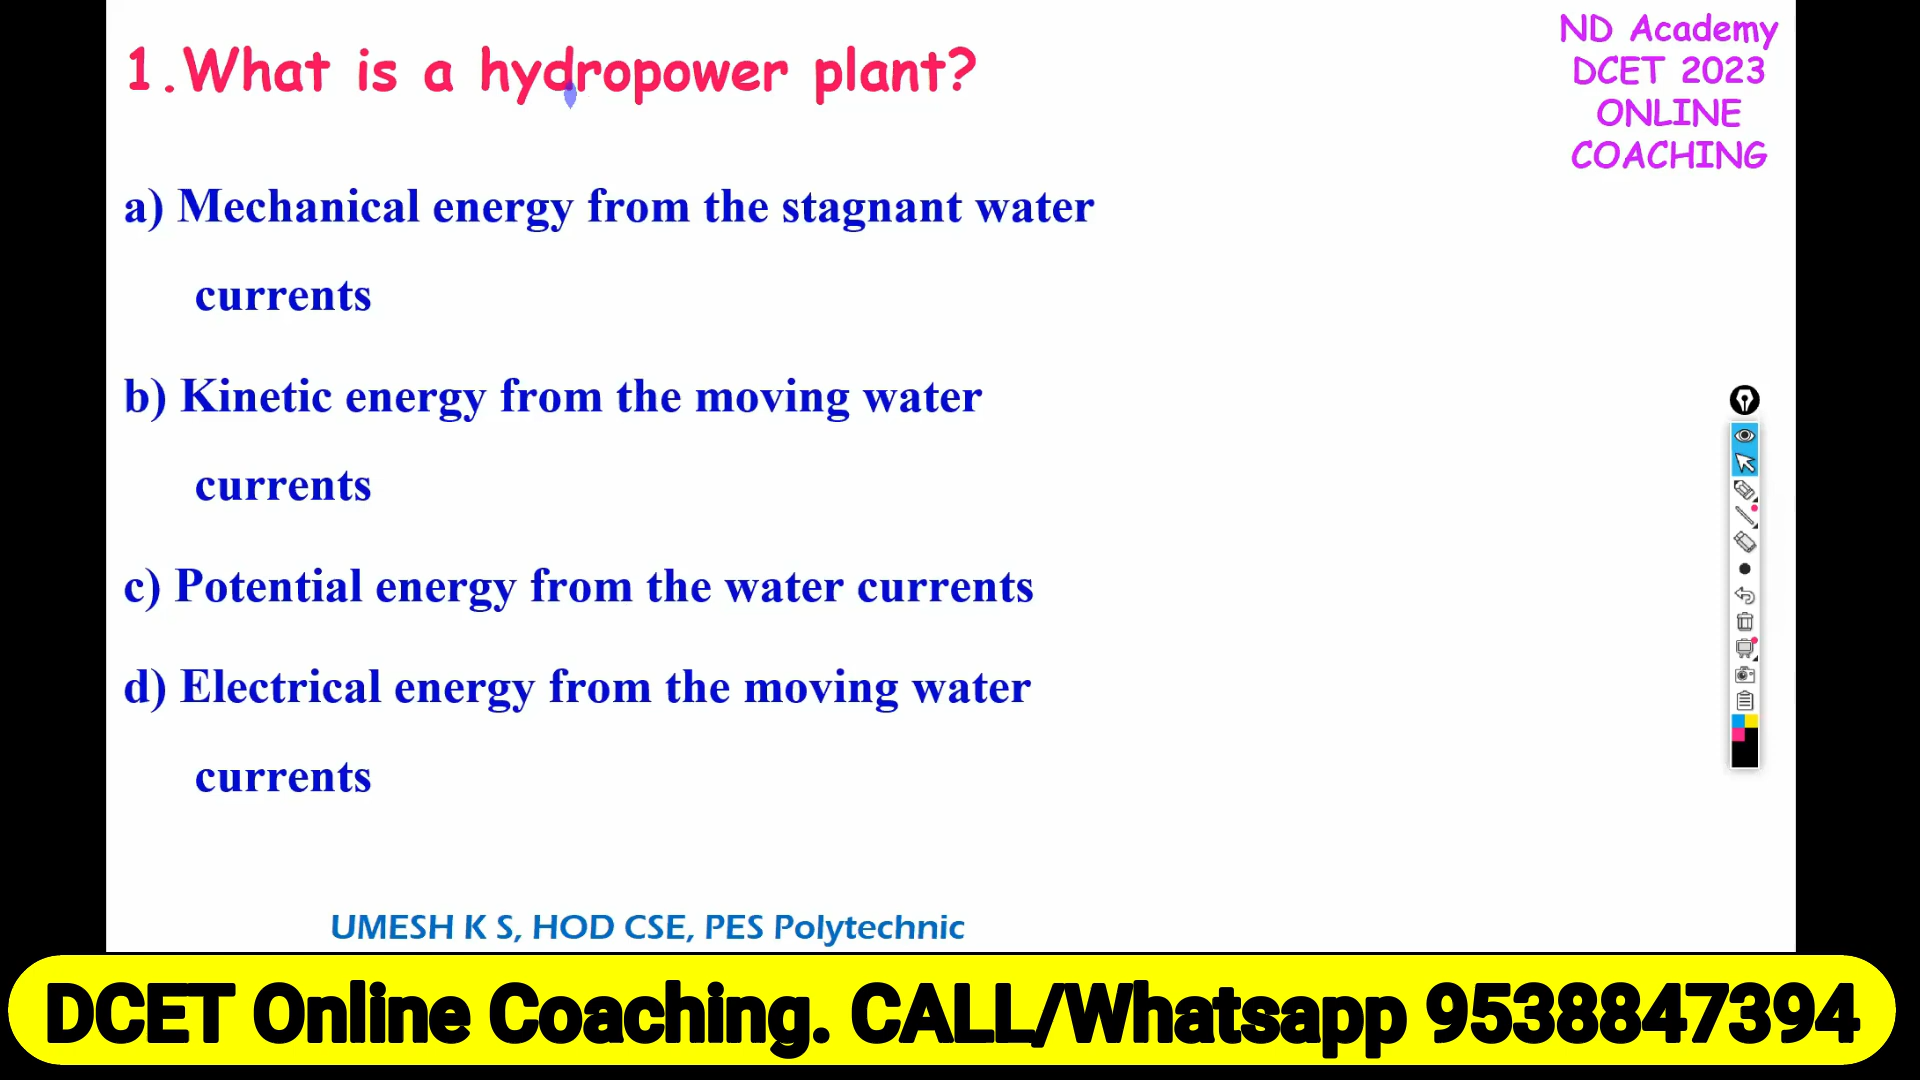 1.What is a hydropower plant?
ND Academy
DCET 2023
ONLINE
COACHING
a) Mechanical energy from the stagnant water
currents
b) Kinetic energy from the moving water
currents
c) Potential energy from the water currents
d) Electrical energy from the moving water
currents
UMESH K S, HOD CSE, PES Polytechnic
DCET Online Coaching. CALL/Whatsapp 9538847394